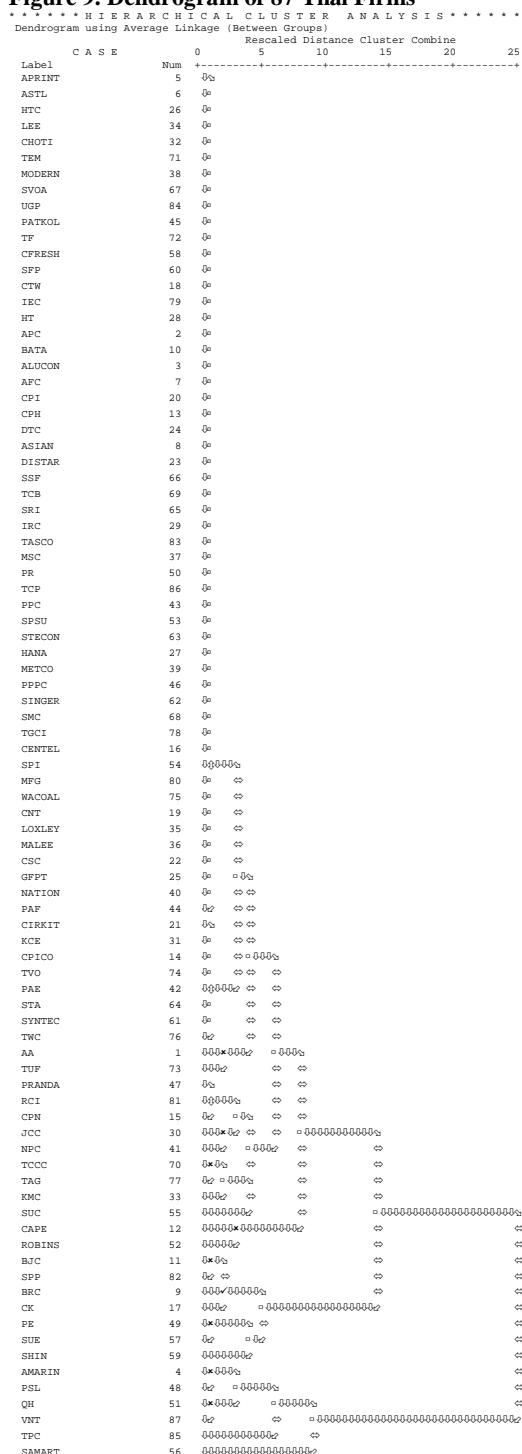 Figure 9. Dendrogram of 87 Thai Firms
* * * * * * H I E R A R C H I C A L   C L U S T E R   A N A L Y S I S * * * * * *
Dendrogram using Average Linkage (Between Groups)
Rescaled Distance Cluster Combine
C A S E 0 5 10 15 20 25
Label Num +---------+---------+---------+---------+---------+
APRINT 5
ASTL 6
HTC 26
LEE 34
CHOTI 32
TEM 71
MODERN 38
SVOA 67
UGP 84
PATKOL 45
TF 72
CFRESH 58
SFP 60
CTW 18
IEC 79
HT 28
APC 2
BATA 10
ALUCON 3
AFC 7
CPI 20
CPH 13
DTC 24
ASIAN 8
DISTAR 23
SSF 66
TCB 69
SRI 65
IRC 29
TASCO 83
MSC 37
PR 50
TCP 86
PPC 43
SPSU 53
STECON 63
HANA 27
METCO 39
PPPC 46
SINGER 62
SMC 68
TGCI 78
CENTEL 16
SPI 54
MFG 80
WACOAL 75
CNT 19
LOXLEY 35
MALEE 36
CSC 22
GFPT 25
NATION 40
PAF 44
CIRKIT 21
KCE 31
CPICO 14
TVO 74
PAE 42
STA 64
SYNTEC 61
TWC 76
AA 1
TUF 73
PRANDA 47
RCI 81
CPN 15
JCC 30
NPC 41
TCCC 70
TAG 77
KMC 33
SUC 55
CAPE 12
ROBINS 52
BJC 11
SPP 82
BRC 9
CK 17
PE 49
SUE 57
SHIN 59
AMARIN 4
PSL 48
QH 51
VNT 87
TPC 85
SAMART 56